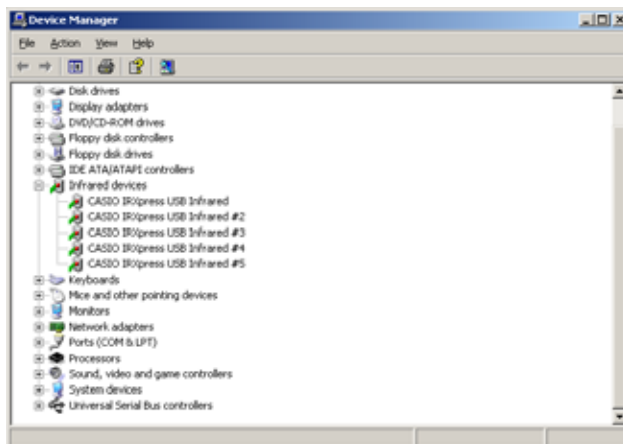 Device Manager
File Action View Help
Disk drives
Display adapters
DVD/CD-ROM drives
Floppy disk controllers
Floppy disk drives
IDE ATA/ATAPI controllers
Infrared devices
CASIO IRXpress USB Infrared
CASIO IRXpress USB Infrared #2
CASIO IRXpress USB Infrared #3
CASIO IRXpress USB Infrared #4
CASIO IRXpress USB Infrared #5
Keyboards
Mice and other pointing devices
Monitors
Network adapters
Ports (COM & LPT)
Processors
Sound, video and game controllers
System devices
Universal Serial Bus controllers